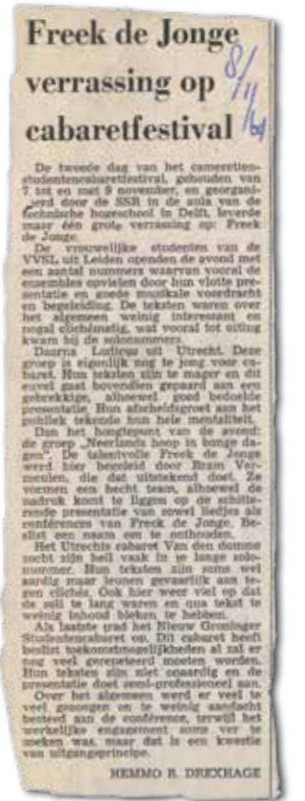 Freek de Jonge
verrassing op
cabaretfestival
8/11/64
De tweede dag van het cameretten-
studentencabaretfestival, gehouden van
7 tot en met 9 november, en georgani-
seerd door de SSR in de aula van de
technische hogeschool in Delft, leverde
maar één grote verrassing op: Freek
de Jonge.
De vrouwelijke studenten van de
VVSL uit Leiden openden de avond met
een aantal nummers waarvan vooral de
ensembles opvielen door hun vlotte pre-
sentatie en goede muzikale voordracht
en begeleiding. De teksten waren over
het algemeen weinig interessant en
nogal clichématig, wat vooral tot uiting
kwam bij de solonummers.
Daarna Ludicus uit Utrecht. Deze
groep is eigenlijk nog te jong voor ca-
baret. Hun teksten zijn te mager en dit
euvel gaat bovendien gepaard aan een
gebrekkige, alhoewel goed bedoelde
presentatie. Hun afscheidsgroet aan het
publiek tekende hun hele mentaliteit.
Dan het hoogtepunt van de avond:
de groep „Neerlands hoop in bange da-
gen". De talentvolle Freek de Jonge
werd hier begeleid door Bram Ver-
meulen, die dat uitstekend doet. Ze
vormen een hecht team, alhoewel de
nadruk komt te liggen op de schitte-
rende presentatie van zowel liedjes als
conférences van Freek de Jonge. Be-
slist een naam om te onthouden.
Het Utrechts cabaret Van den domme
zocht zijn heil vaak in te lange solo-
nummer. Hun teksten zijn soms wel
aardig maar leunen gevaarlijk aan te-
gen clichés. Ook hier weer viel op dat
de soli te lang waren en qua tekst te
weinig inhoud bleken te hebben.
Als laatste trad het Nieuw Groninger
Studentencabaret op. Dit cabaret heeft
beslist toekomstmogelijkheden al zal er
nog veel gerepeteerd moeten worden.
Hun teksten zijn niet onaardig en de
presentatie doet semi-professioneel aan.
Over het algemeen werd er veel te
veel gezongen en te weinig aandacht
besteed aan de conférence, terwijl het
werkelijke engagement soms ver te
zoeken was, maar dat is een kwestie
van uitgangsprincipe.
HEMMO B. DREXHAGE